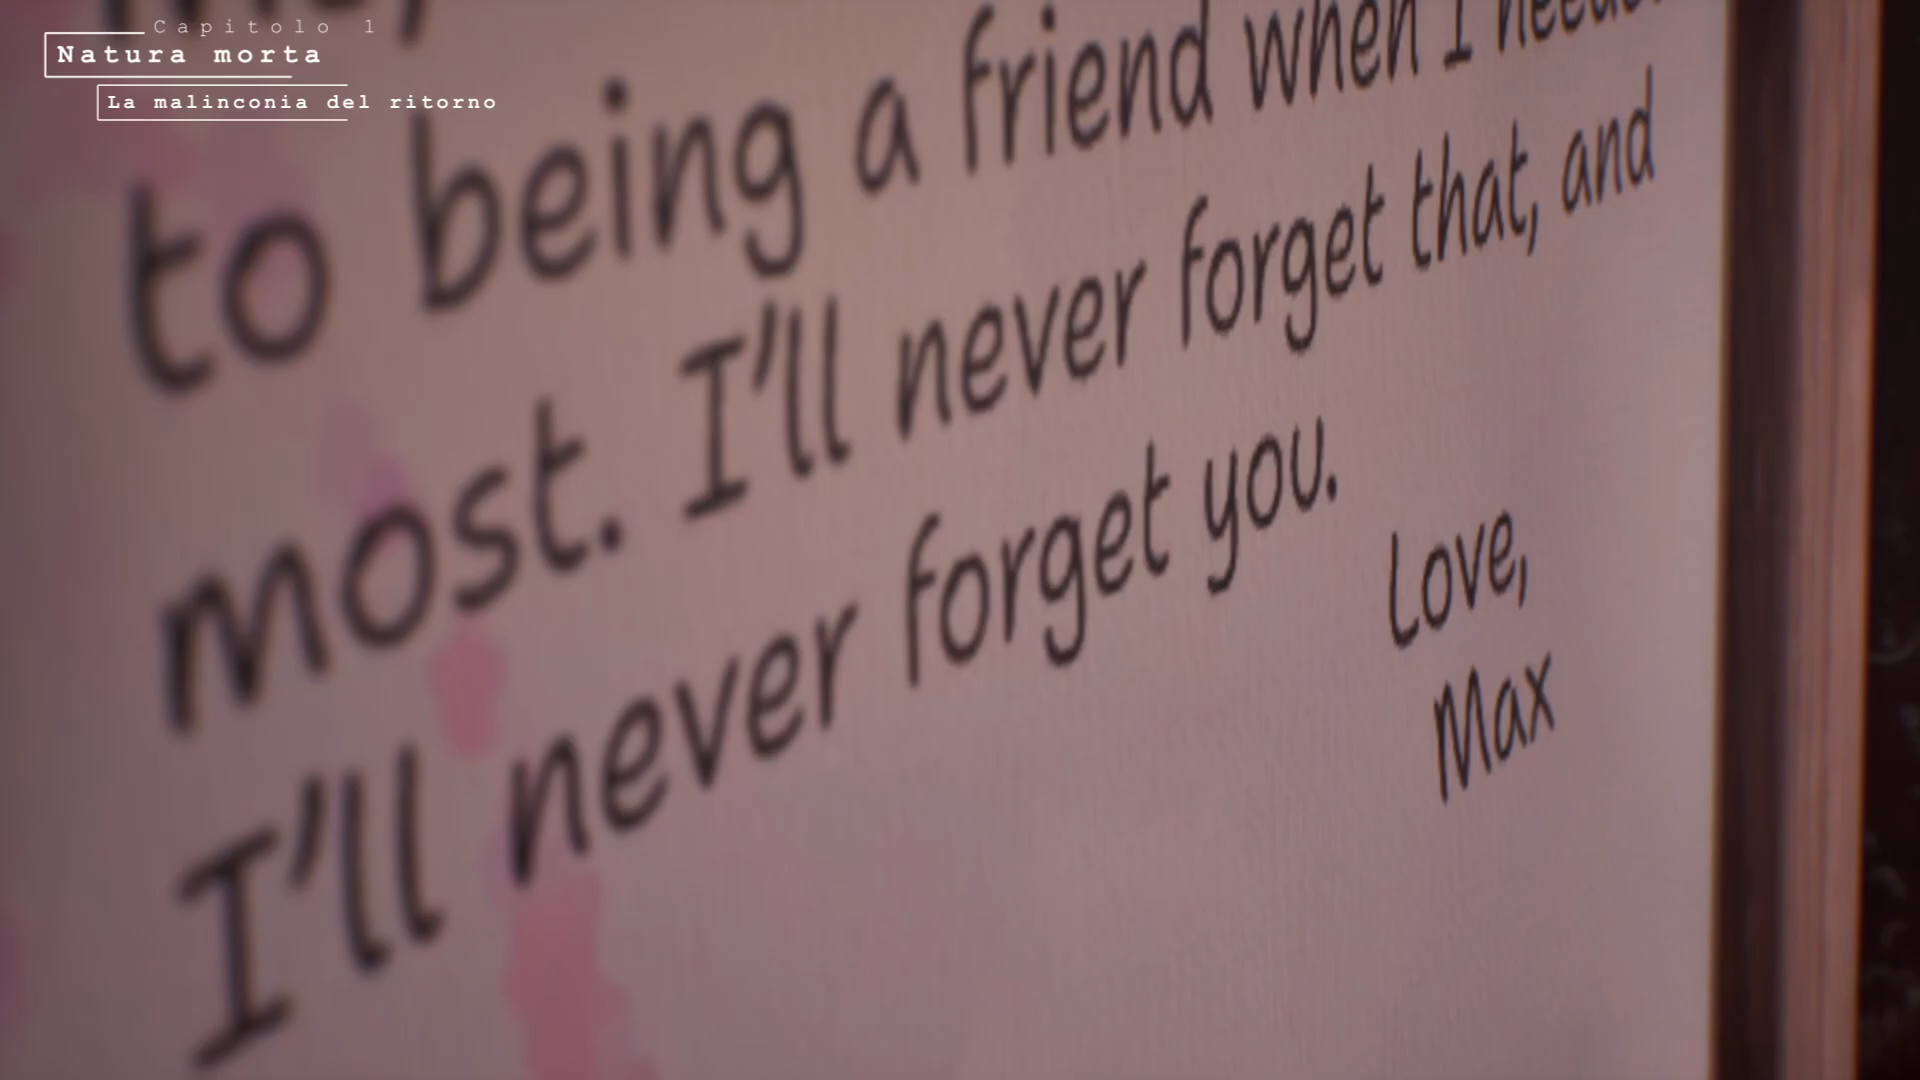 Capitolo 1
Natura morta
La malinconia del ritorno
to being a friend when I
most. I'll never forget that, and
I'll never forget you.
Love,
Max